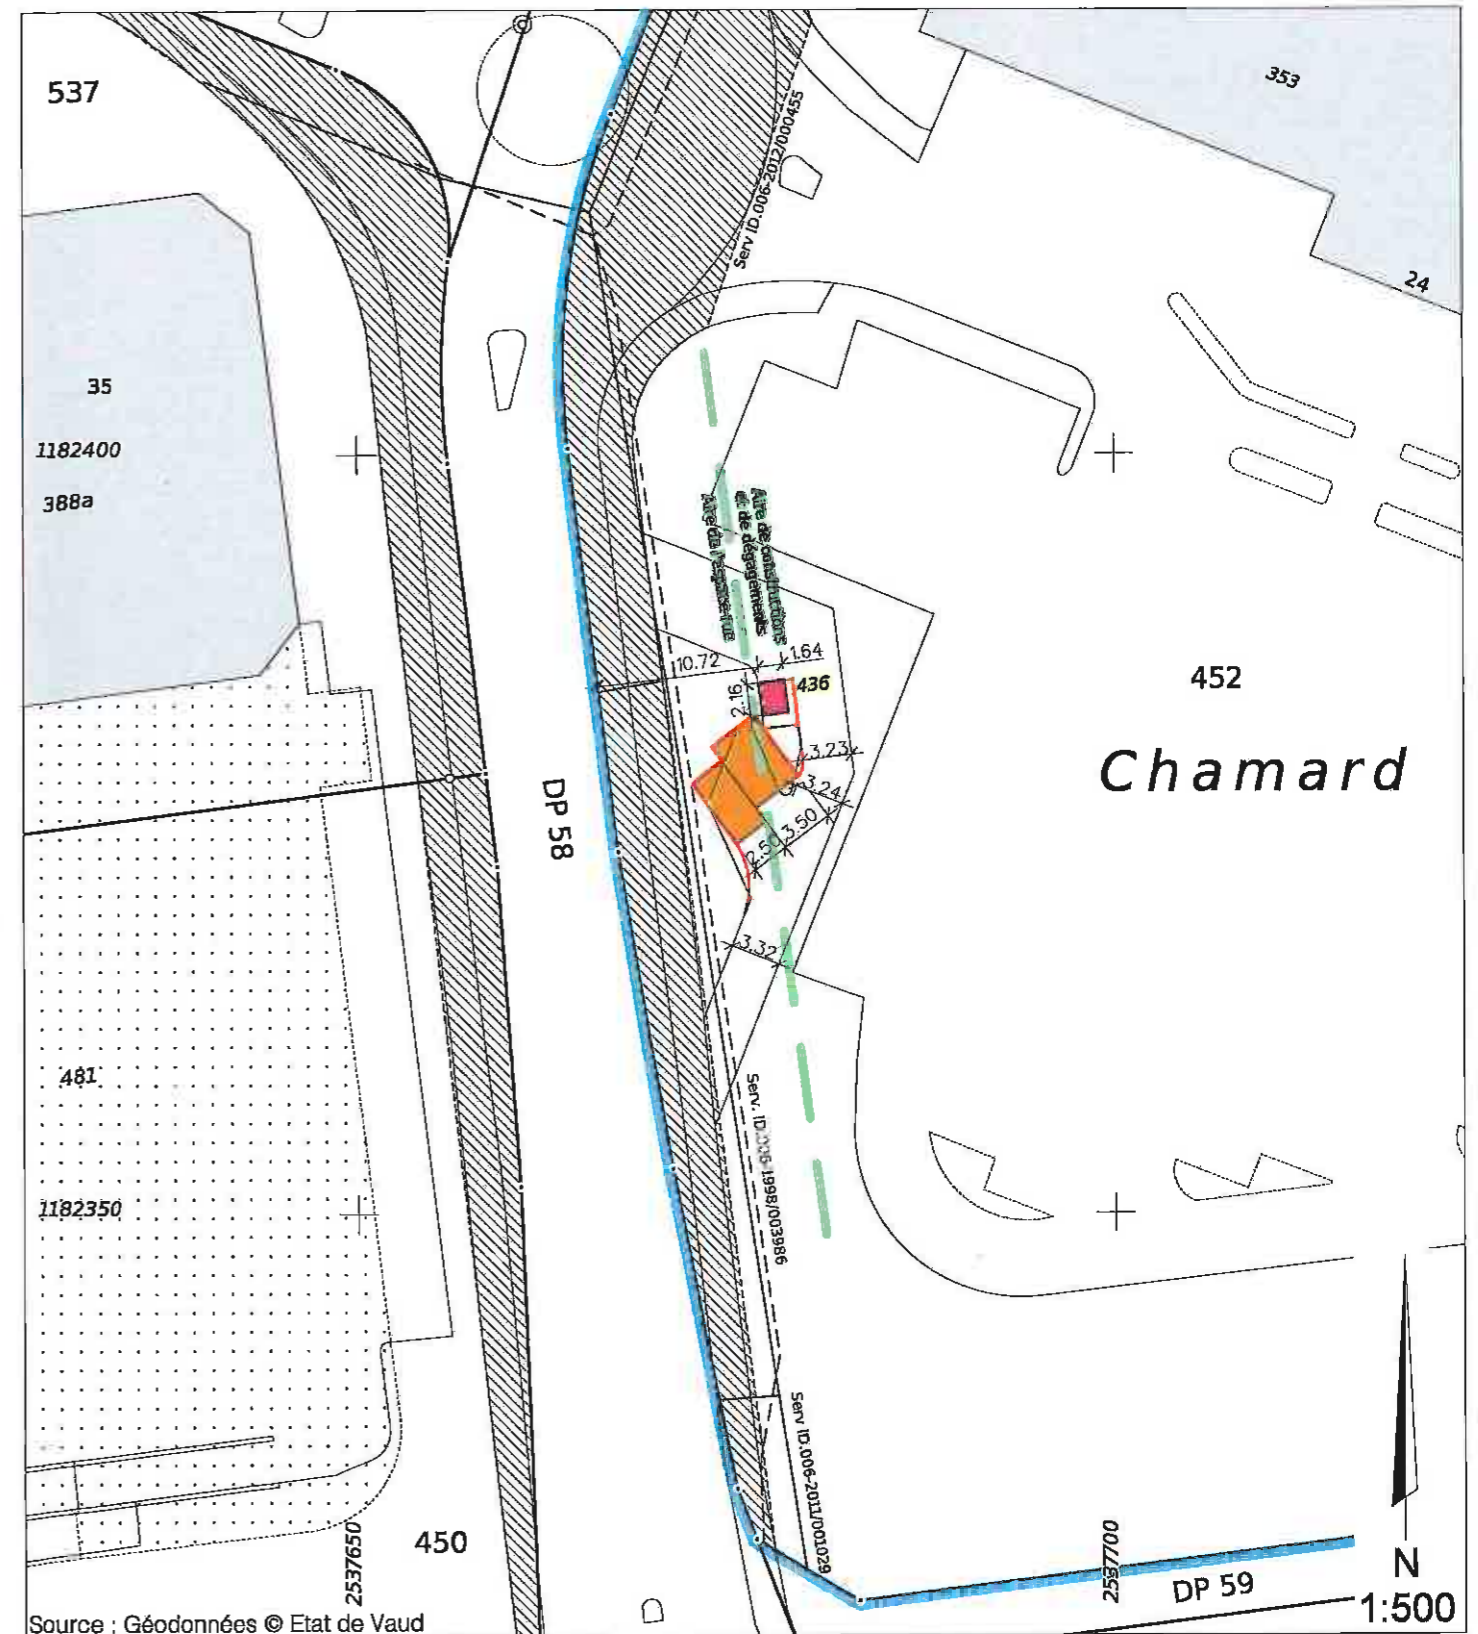 537
353
Serv ID.006-2012/000455
24
35
1182400
388a
Aire de constructions
et de dégagements
Aire de l'espace-rue
10.72
1.64
2.16
436
452
3.23
Chamard
3.24
3.50
2.50
DP 58
3.32
481
Serv. ID.006-1998/003986
1182350
Serv ID.006-2011/001029
450
2537650
2537700
DP 59
N
1:500
Source : Géodonnées © Etat de Vaud